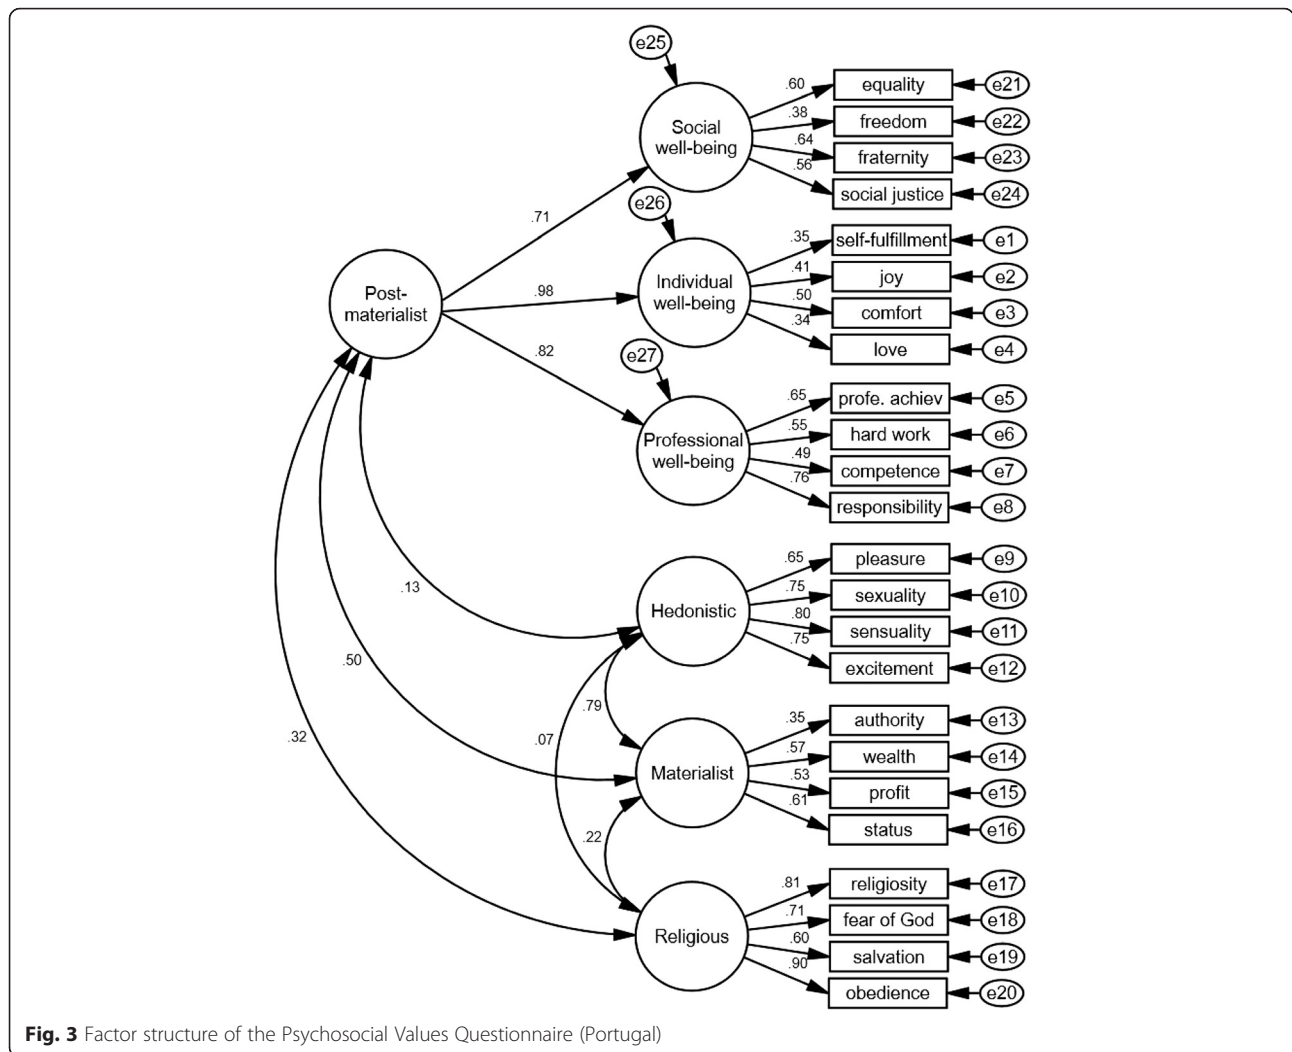 e25
Social
well-being
.60
equality
e21
.38
freedom
e22
.64
fraternity
e23
.56
social justice
e24
.71
e26
Individual
well-being
.35
self-fulfillment
e1
.41
joy
e2
.50
comfort
e3
.34
love
e4
Post-
materialist
.98
.82
e27
Professional
well-being
.65
profe. achiev
e5
.55
hard work
e6
.49
competence
e7
.76
responsibility
e8
.13
Hedonistic
.65
pleasure
e9
.75
sexuality
e10
.80
sensuality
e11
.75
excitement
e12
.50
.79
.32
.07
Materialist
.35
authority
e13
.57
wealth
e14
.53
profit
e15
.61
status
e16
.22
Religious
.81
religiosity
e17
.71
fear of God
e18
.60
salvation
e19
.90
obedience
e20
Fig. 3 Factor structure of the Psychosocial Values Questionnaire (Portugal)